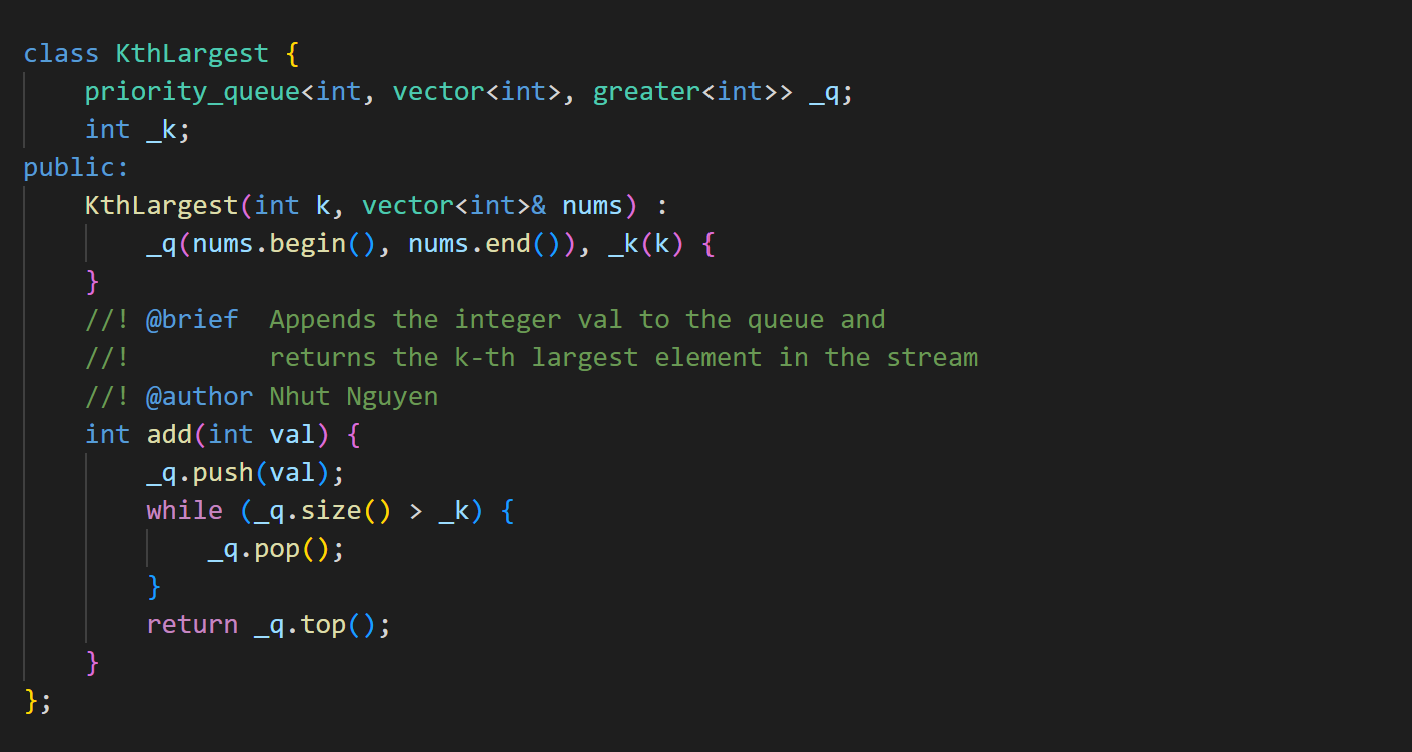 class KthLargest {
    priority_queue<int, vector<int>, greater<int>> _q;
    int _k;
public:
    KthLargest(int k, vector<int>& nums) :
        _q(nums.begin(), nums.end()), _k(k) {
    }
    //! @brief  Appends the integer val to the queue and
    //!         returns the k-th largest element in the stream
    //! @author Nhut Nguyen
    int add(int val) {
        _q.push(val);
        while (_q.size() > _k) {
            _q.pop();
        }
        return _q.top();
    }
};